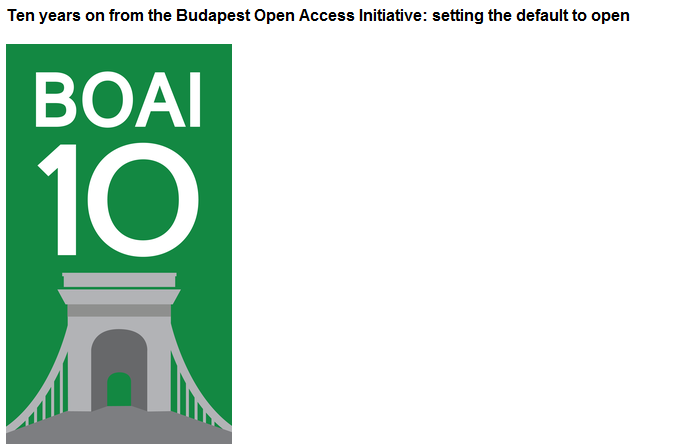 Ten years on from the Budapest Open Access Initiative: setting the default to open
BOAI
10